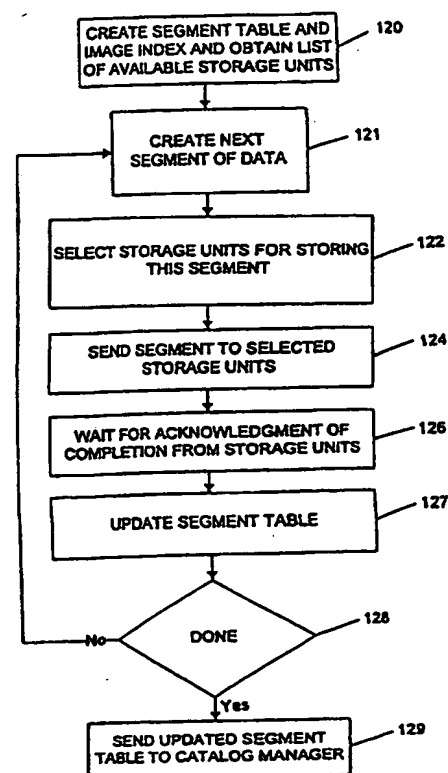 CREATE SEGMENT TABLE AND
IMAGE INDEX AND OBTAIN LIST
OF AVAILABLE STORAGE UNITS
120
CREATE NEXT
SEGMENT OF DATA
121
SELECT STORAGE UNITS FOR STORING
THIS SEGMENT
122
SEND SEGMENT TO SELECTED
STORAGE UNITS
124
WAIT FOR ACKNOWLEDGMENT OF
COMPLETION FROM STORAGE UNITS
126
UPDATE SEGMENT TABLE
127
DONE
128
No
Yes
SEND UPDATED SEGMENT
TABLE TO CATALOG MANAGER
129